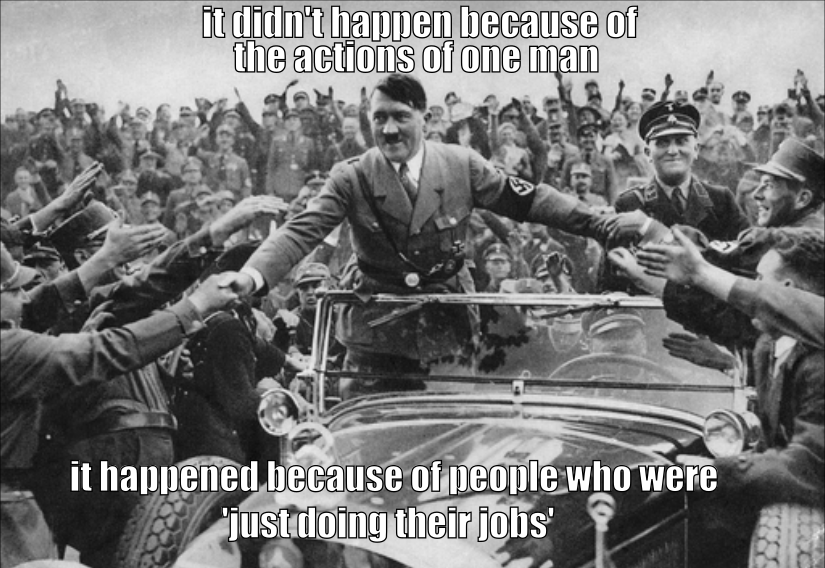 it didn't happen because of
the actions of one man
it happened because of people who were
'just doing their jobs'